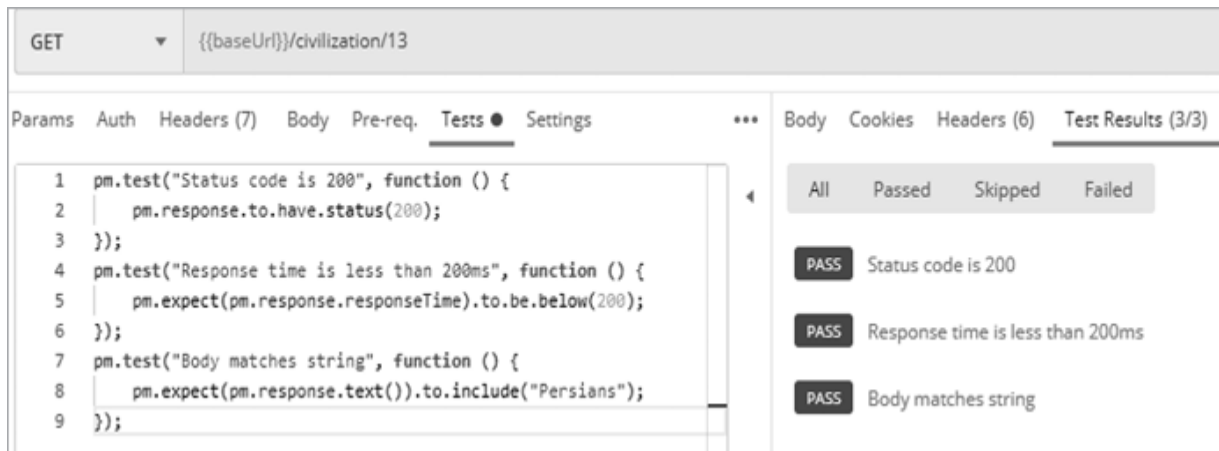 GET {{baseUrl}}/civilization/13
Params Auth Headers (7) Body Pre-req. Tests Settings ••• Body Cookies Headers (6) Test Results (3/3)
1 pm.test("Status code is 200", function () {
2 pm.response.to.have.status(200);
3 });
4 pm.test("Response time is less than 200ms", function () {
5 pm.expect(pm.response.responseTime).to.be.below(200);
6 });
7 pm.test("Body matches string", function () {
8 pm.expect(pm.response.text()).to.include("Persians");
9 });
All Passed Skipped Failed
PASS Status code is 200
PASS Response time is less than 200ms
PASS Body matches string